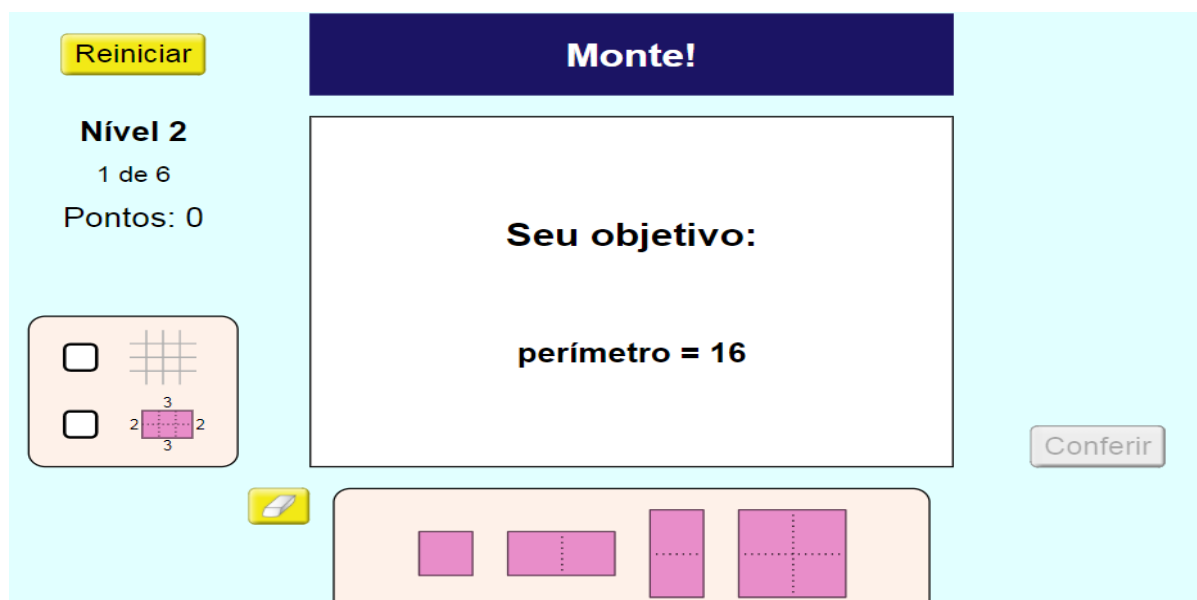 Reiniciar
Monte!
Nível 2
1 de 6
Pontos: 0
Seu objetivo:
perímetro = 16
3
2 2
3
Conferir